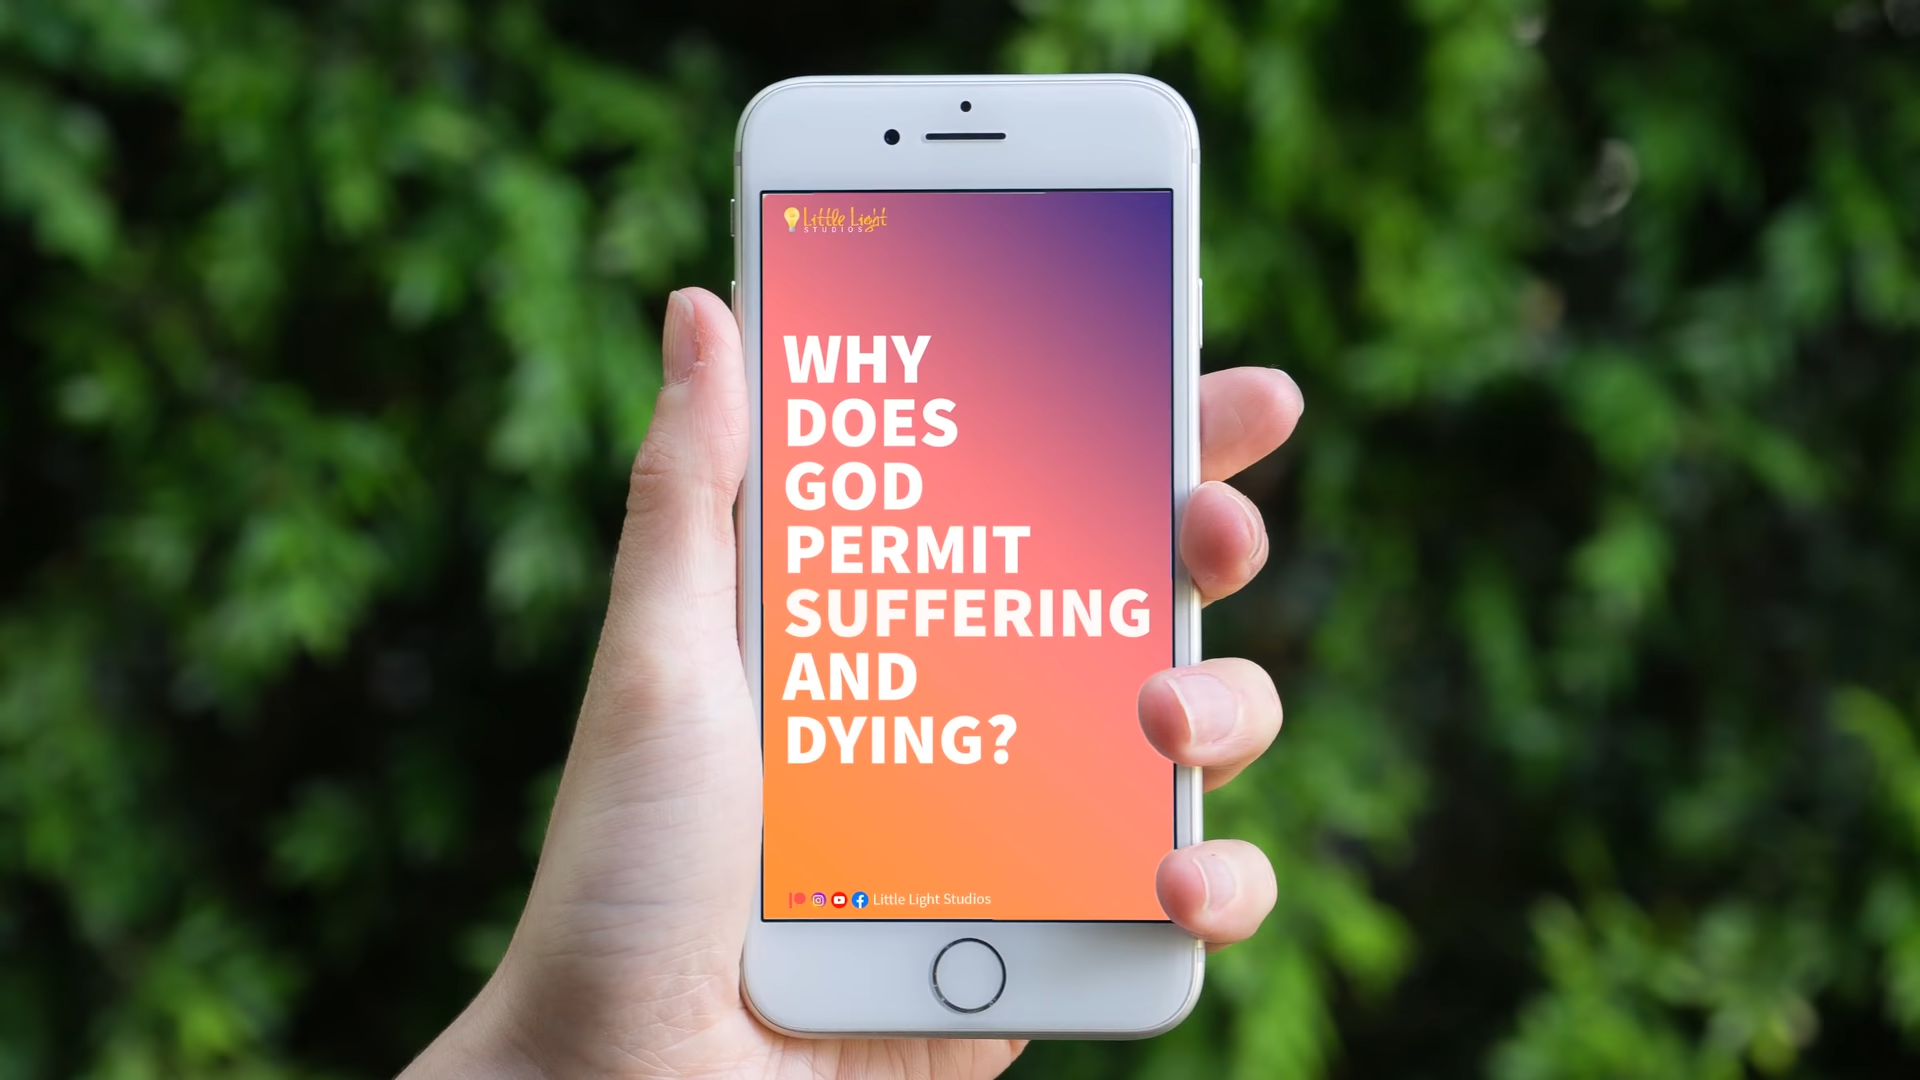 Little Light
STUDIOS
WHY
DOES
GOD
PERMIT
SUFFERING
AND
DYING?
Little Light Studios